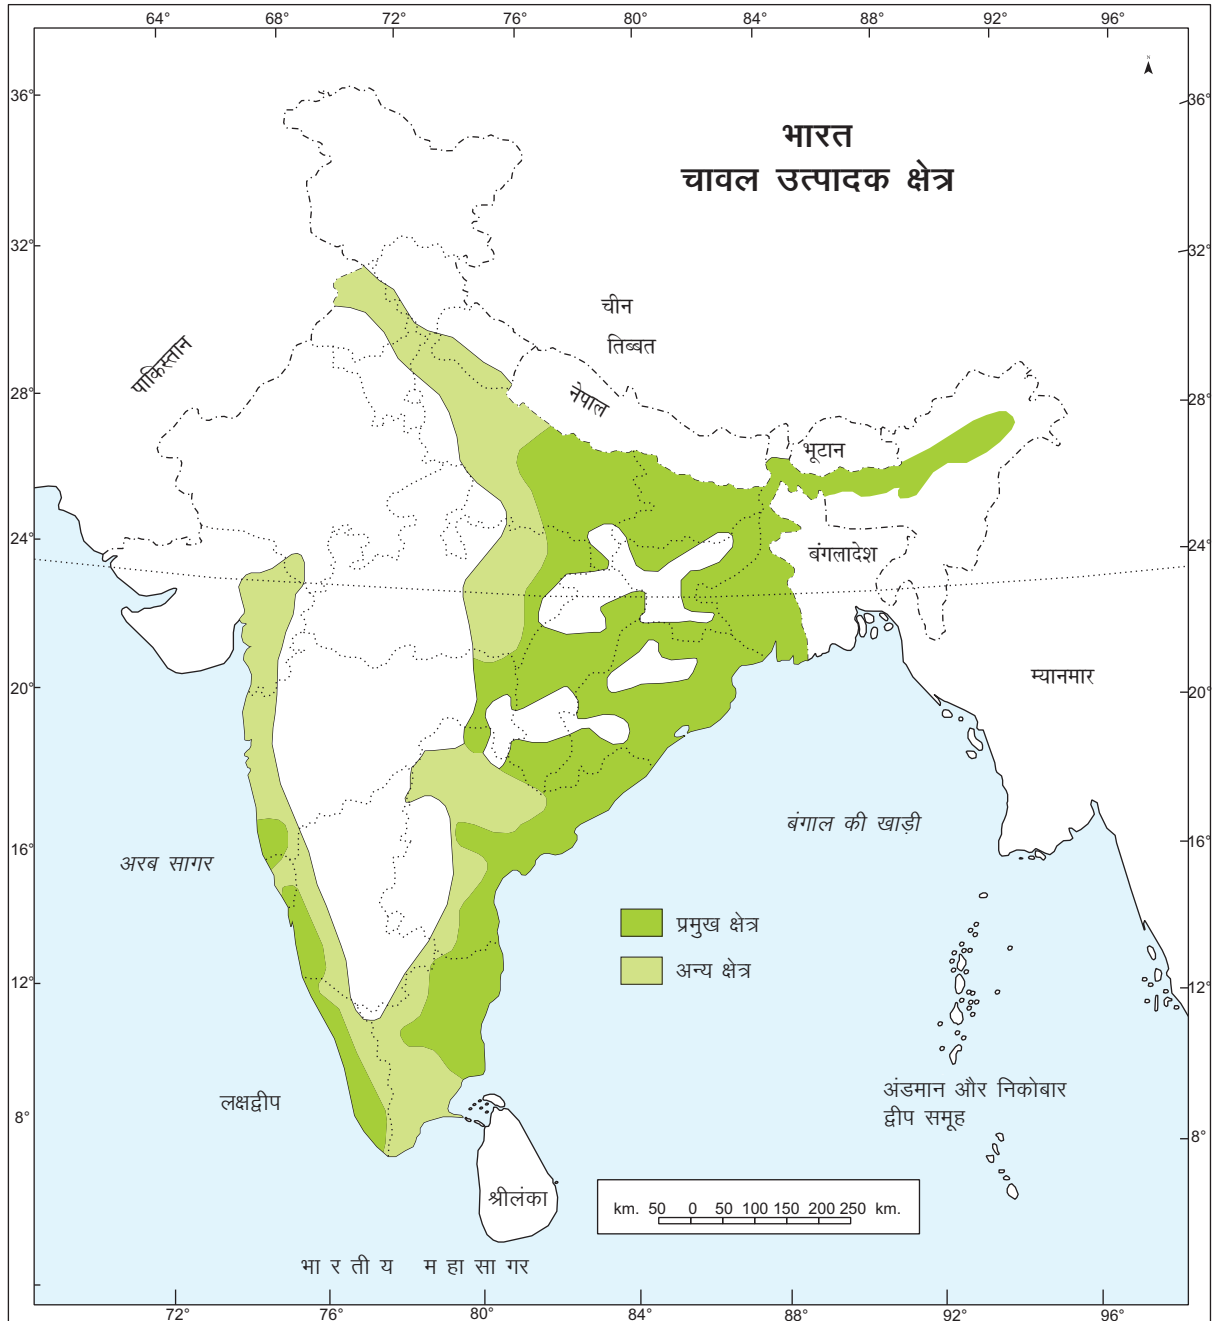 64° 68° 72° 76° 80° 84° 88° 92° 96°
N
36° 36°
भारत
चावल उत्पादक क्षेत्र
32° 32°
चीन
तिब्बत
पाकिस्तान
नेपाल
28° 28°
भूटान
24° 24°
बंगलादेश
म्यानमार
20° 20°
बंगाल की खाड़ी
16° 16°
अरब सागर
प्रमुख क्षेत्र
अन्य क्षेत्र
12° 12°
लक्षद्वीप
अंडमान और निकोबार
द्वीप समूह
8° 8°
श्रीलंका
km. 50 0 50 100 150 200 250 km.
भारतीय महासागर
72° 76° 80° 84° 88° 92° 96°